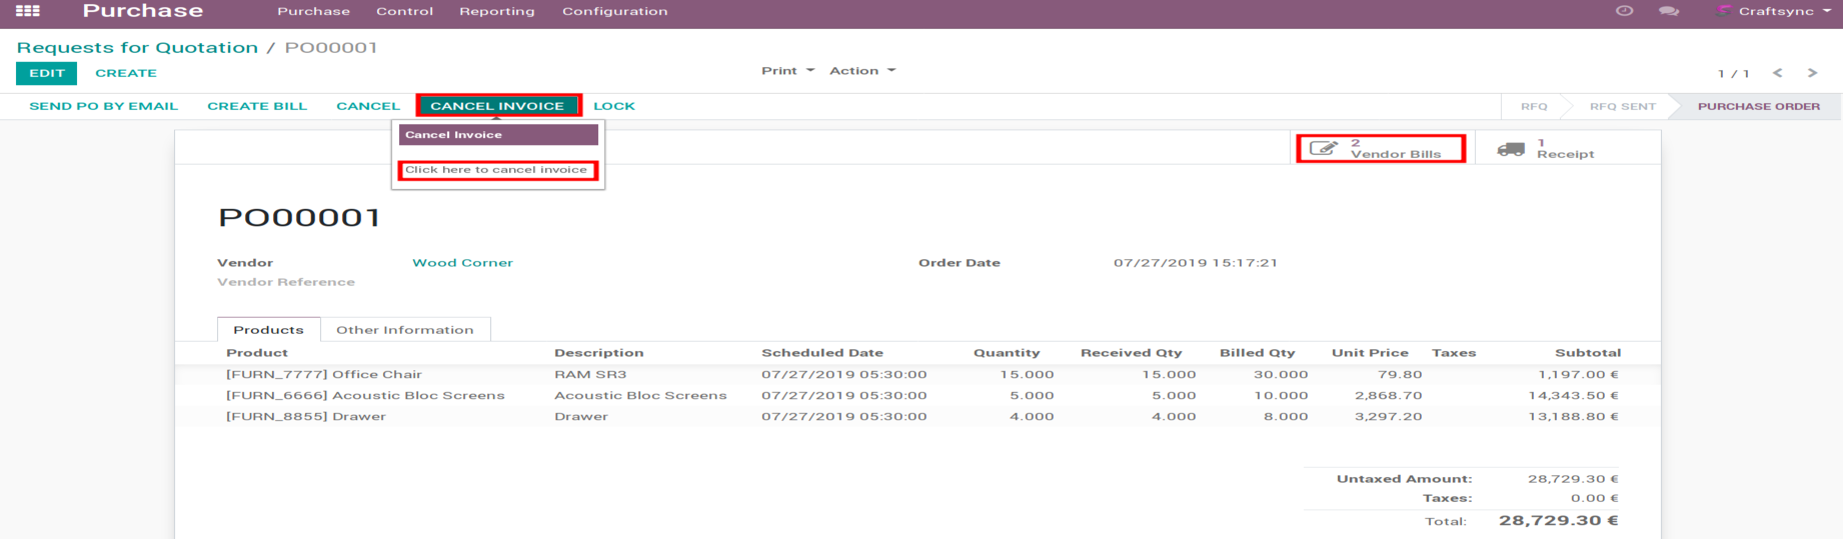 Purchase Purchase Control Reporting Configuration Craftsync
Requests for Quotation / PO00001
EDIT CREATE Print Action 1 / 1
SEND PO BY EMAIL CREATE BILL CANCEL CANCEL INVOICE LOCK RFQ RFQ SENT PURCHASE ORDER
Cancel Invoice
Click here to cancel invoice
2 Vendor Bills
1 Receipt
PO00001
Vendor Wood Corner Order Date 07/27/2019 15:17:21
Vendor Reference
Products Other Information
Product Description Scheduled Date Quantity Received Qty Billed Qty Unit Price Taxes Subtotal
[FURN_7777] Office Chair RAM SR3 07/27/2019 05:30:00 15.000 15.000 30.000 79.80 1,197.00 €
[FURN_6666] Acoustic Bloc Screens Acoustic Bloc Screens 07/27/2019 05:30:00 5.000 5.000 10.000 2,868.70 14,343.50 €
[FURN_8855] Drawer Drawer 07/27/2019 05:30:00 4.000 4.000 8.000 3,297.20 13,188.80 €
Untaxed Amount: 28,729.30 €
Taxes: 0.00 €
Total: 28,729.30 €